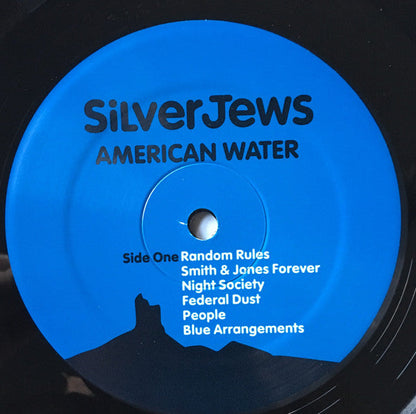 SiLverJews
AMERICAN WATER
Side One Random Rules
Smith & Jones Forever
Night Society
Federal Dust
People
Blue Arrangements